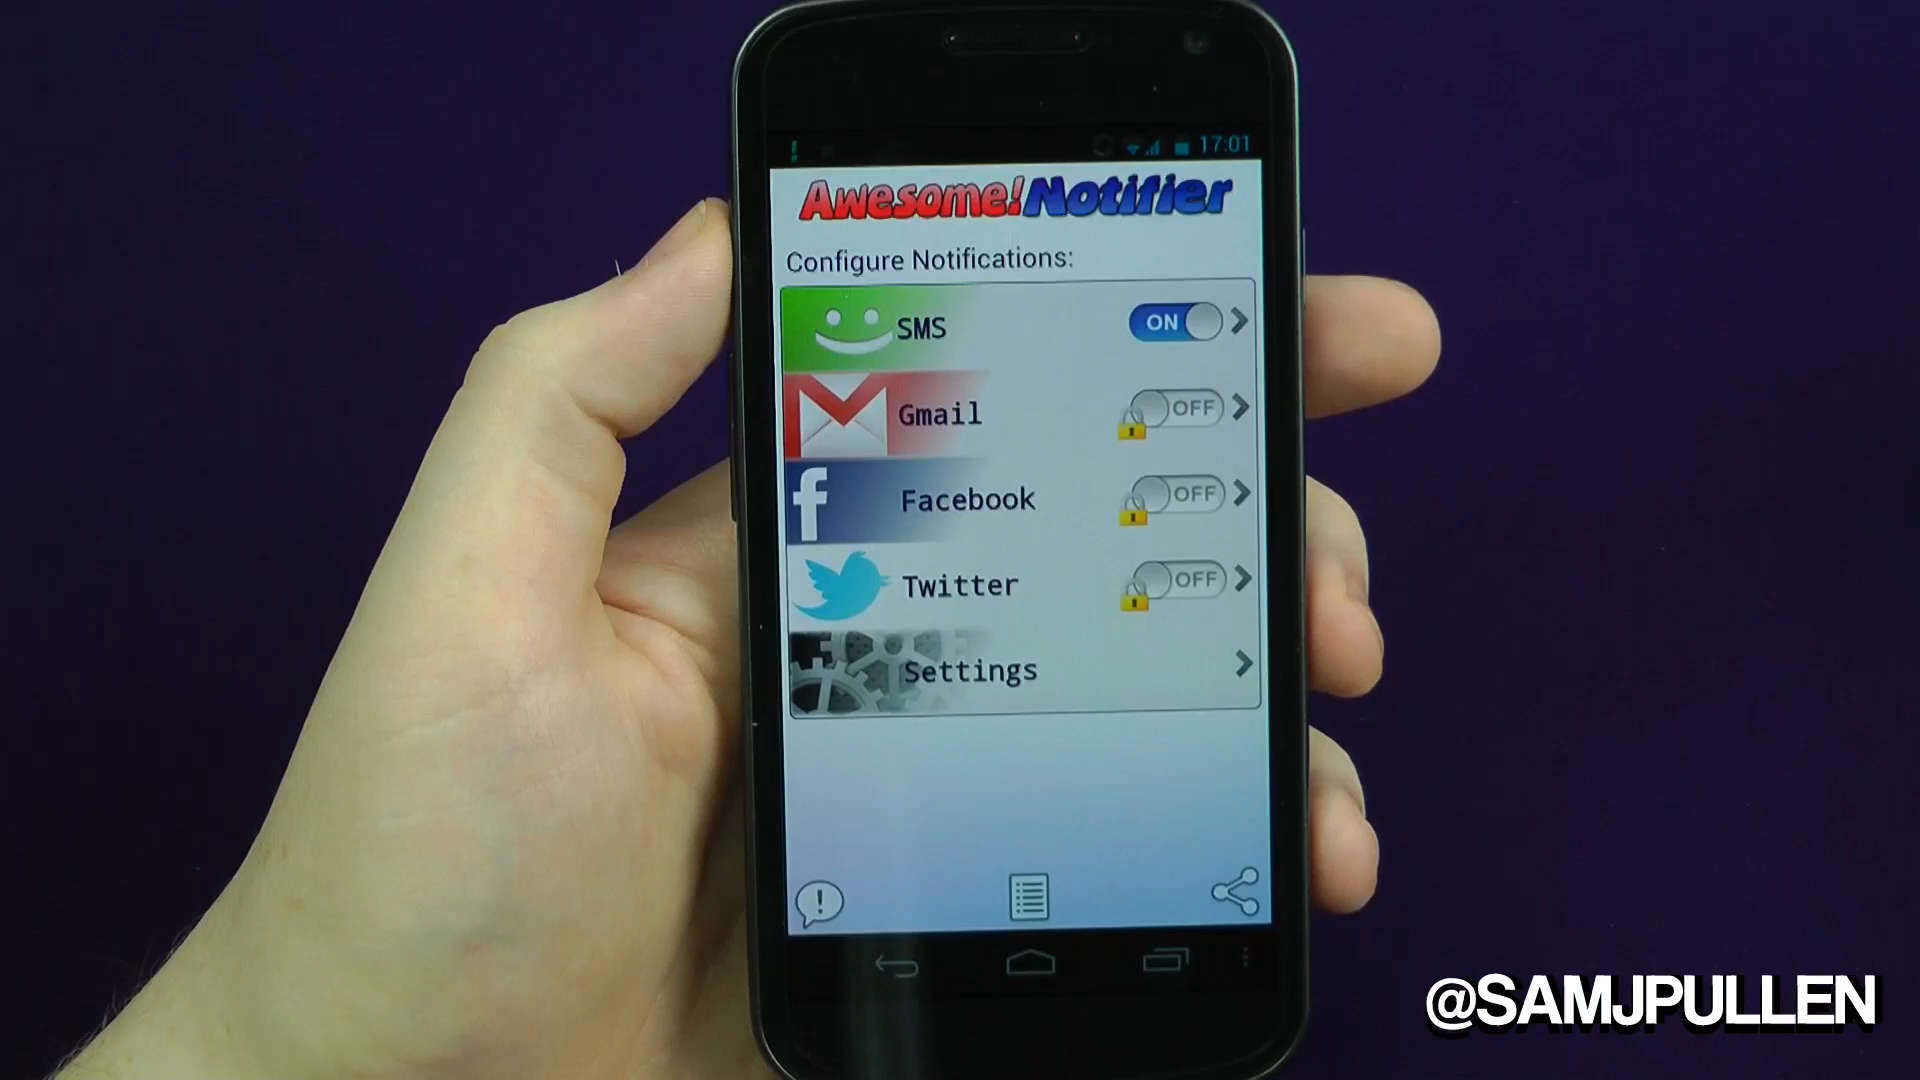 17:01
Awesome!Notifier
Configure Notifications:
SMS ON
Gmail OFF
f Facebook OFF
Twitter OFF
Settings
!
@SAMJPULLEN